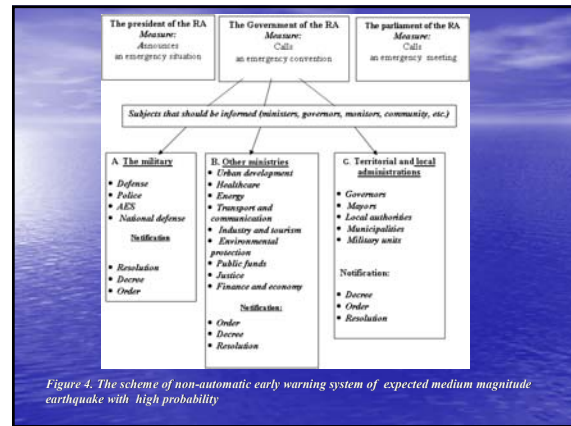 The president of the RA
Measure:
Announces
an emergency situation
The Government of the RA
Measure:
Calls
an emergency convention
The parliament of the RA
Measure:
Calls
an emergency meeting
Subjects that should be informed (ministers, governors, monitors, community, etc.)
A. The military
• Defense
• Police
• AES
• National defense
Notification
• Resolution
• Decree
• Order
B. Other ministries
• Urban development
• Healthcare
• Energy
• Transport and
communication
• Industry and tourism
• Environmental
protection
• Public funds
• Justice
• Finance and economy
Notification:
• Order
• Decree
• Resolution
C. Territorial and local
administrations
• Governors
• Mayors
• Local authorities
• Municipalities
• Military units
Notification:
• Decree
• Order
• Resolution
Figure 4. The scheme of non-automatic early warning system of expected medium magnitude
earthquake with high probability